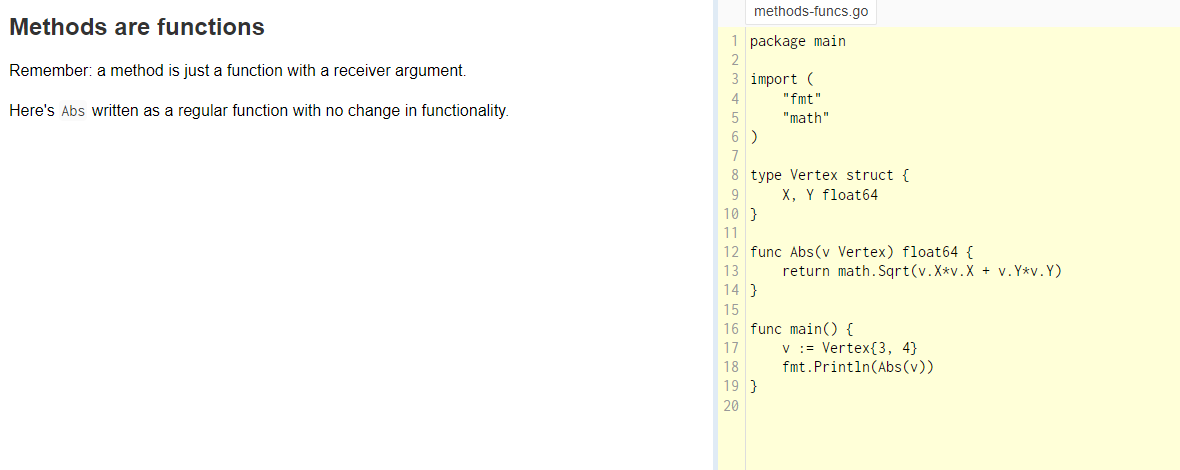 Methods are functions
Remember: a method is just a function with a receiver argument.
Here's Abs written as a regular function with no change in functionality.
methods-funcs.go
1 package main
2
3 import (
4     "fmt"
5     "math"
6 )
7
8 type Vertex struct {
9     X, Y float64
10 }
11
12 func Abs(v Vertex) float64 {
13     return math.Sqrt(v.X*v.X + v.Y*v.Y)
14 }
15
16 func main() {
17     v := Vertex{3, 4}
18     fmt.Println(Abs(v))
19 }
20